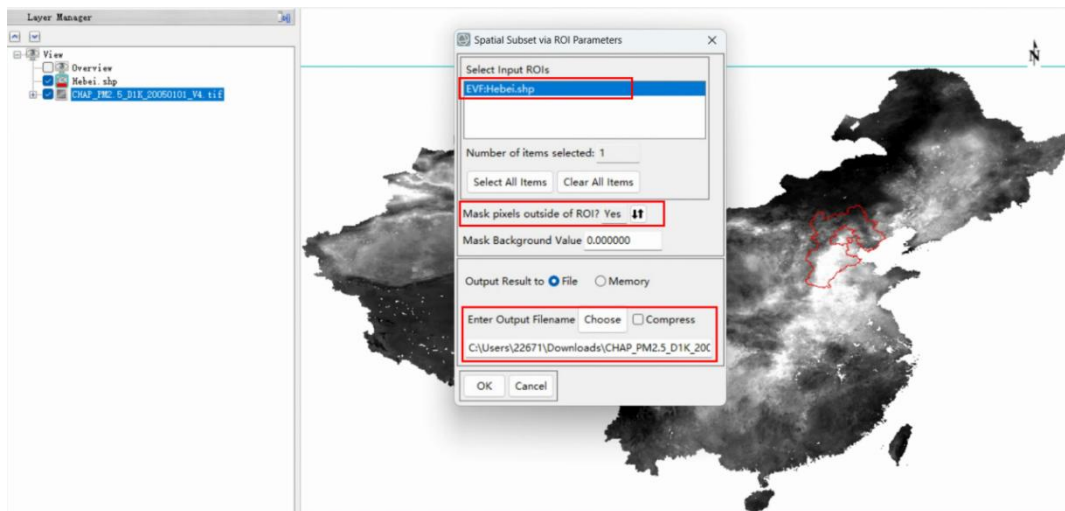 Layer Manager
View
Overview
Hebei.shp
CHAP_PM2.5_D1K_20050101_V4.tif
Spatial Subset via ROI Parameters
Select Input ROIs
EVF:Hebei.shp
Number of items selected: 1
Select All Items Clear All Items
Mask pixels outside of ROI? Yes
Mask Background Value 0.000000
Output Result to File Memory
Enter Output Filename Choose Compress
C:\Users\22671\Downloads\CHAP_PM2.5_D1K_200
OK Cancel
N